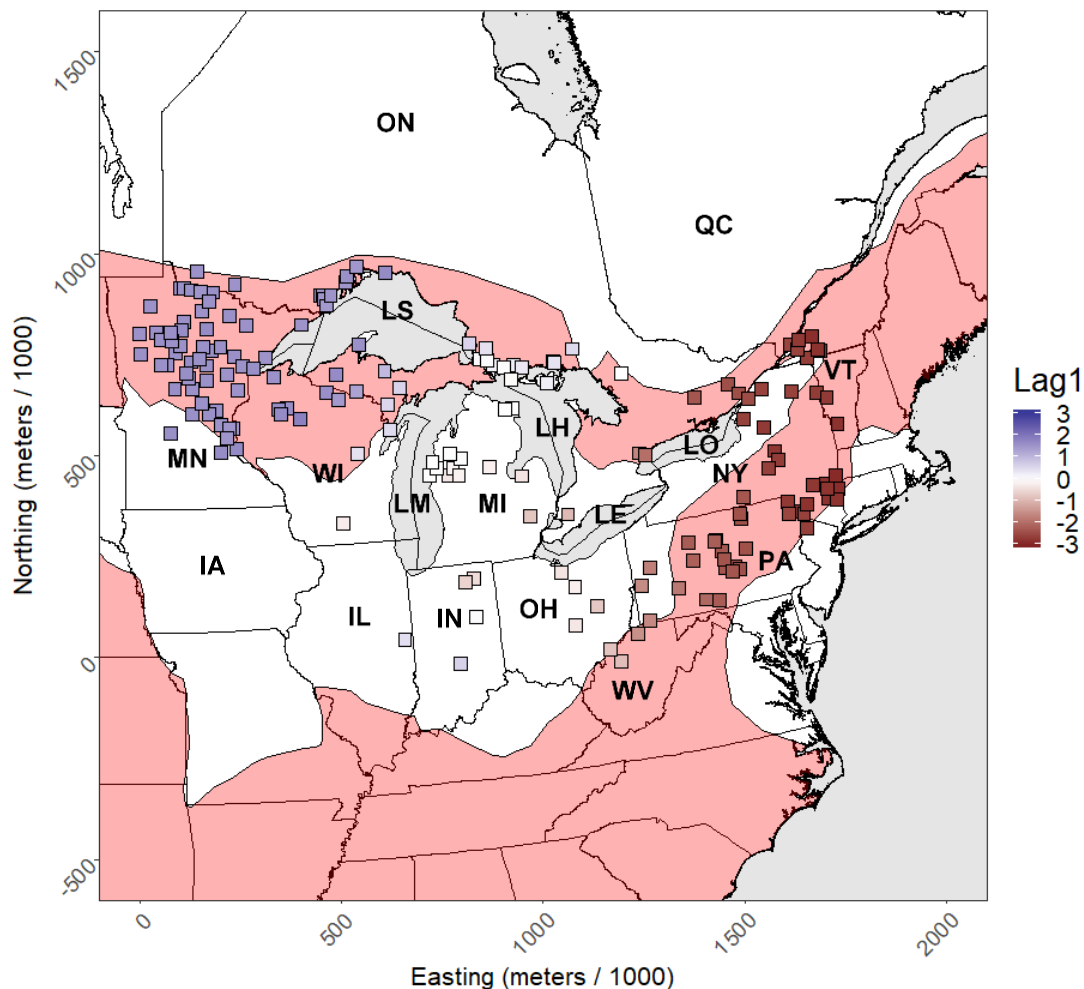 Northing (meters / 1000)
1500
1000
500
0
-500
ON
QC
LS
VT
LH
LO
MN
WI
NY
LM
MI
LE
IA
PA
IL
IN
OH
WV
0
500
1000
1500
2000
Easting (meters / 1000)
Lag1
3
2
1
0
-1
-2
-3